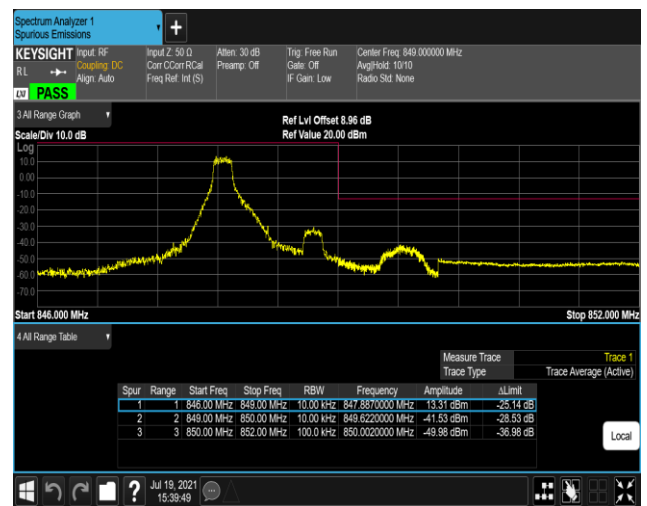 Spectrum Analyzer 1
Spurious Emissions
+
KEYSIGHT Input: RF Input Z: 50 Ω Atten: 30 dB Trig: Free Run Center Freq: 849.000000 MHz
RL Coupling: DC Corr CCorr RCal Preamp: Off Gate: Off Avg|Hold: 10/10
Align: Auto Freq Ref: Int (S) IF Gain: Low Radio Std: None
LXI PASS
3 All Range Graph
Ref Lvl Offset 8.96 dB
Scale/Div 10.0 dB Ref Value 20.00 dBm
Log
10.0
0.00
-10.0
-20.0
-30.0
-40.0
-50.0
-60.0
-70.0
Start 846.000 MHz Stop 852.000 MHz
4 All Range Table
Measure Trace Trace 1
Trace Type Trace Average (Active)
Spur Range Start Freq Stop Freq RBW Frequency Amplitude ΔLimit
1 1 846.00 MHz 849.00 MHz 10.00 kHz 847.8870000 MHz 13.31 dBm -25.14 dB
2 2 849.00 MHz 850.00 MHz 10.00 kHz 849.6220000 MHz -41.53 dBm -28.53 dB
3 3 850.00 MHz 852.00 MHz 100.0 kHz 850.0020000 MHz -49.98 dBm -36.98 dB
Local
? Jul 19, 2021
15:39:49